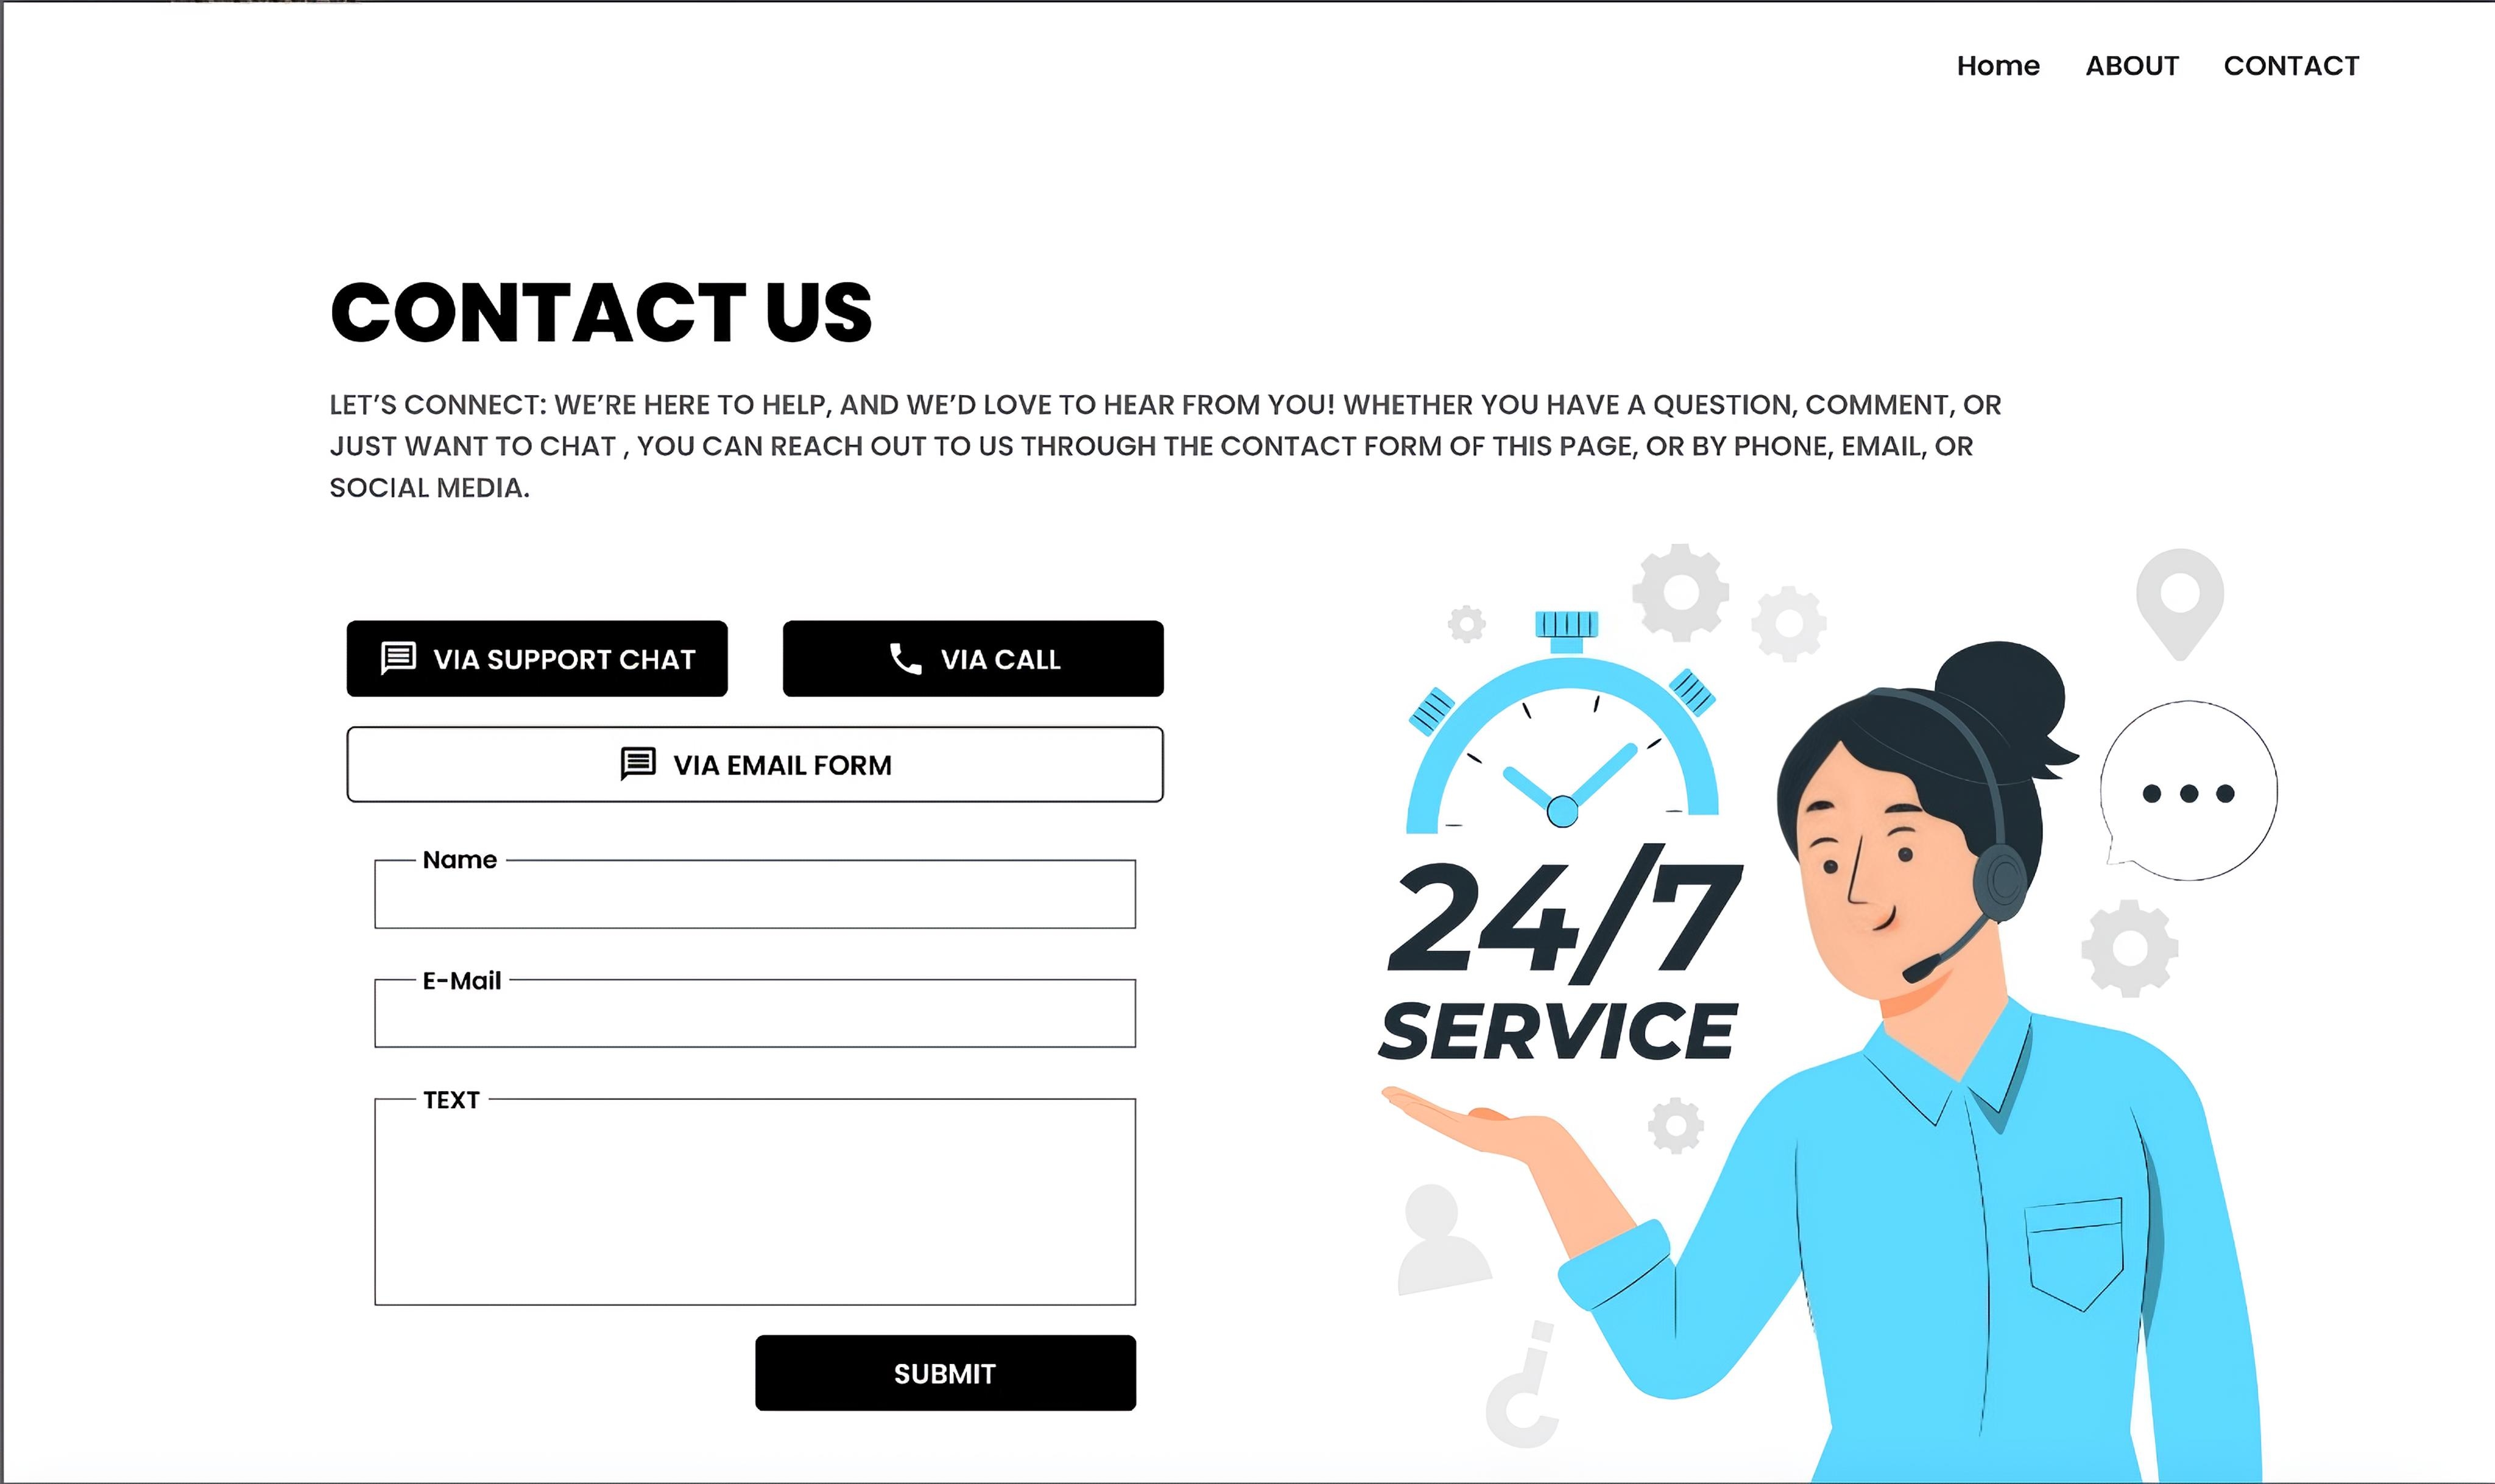 Home ABOUT CONTACT
CONTACT US
LET’S CONNECT: WE’RE HERE TO HELP, AND WE’D LOVE TO HEAR FROM YOU! WHETHER YOU HAVE A QUESTION, COMMENT, OR
JUST WANT TO CHAT , YOU CAN REACH OUT TO US THROUGH THE CONTACT FORM OF THIS PAGE, OR BY PHONE, EMAIL, OR
SOCIAL MEDIA.
VIA SUPPORT CHAT
VIA CALL
VIA EMAIL FORM
Name
E-Mail
TEXT
SUBMIT
24/7
SERVICE